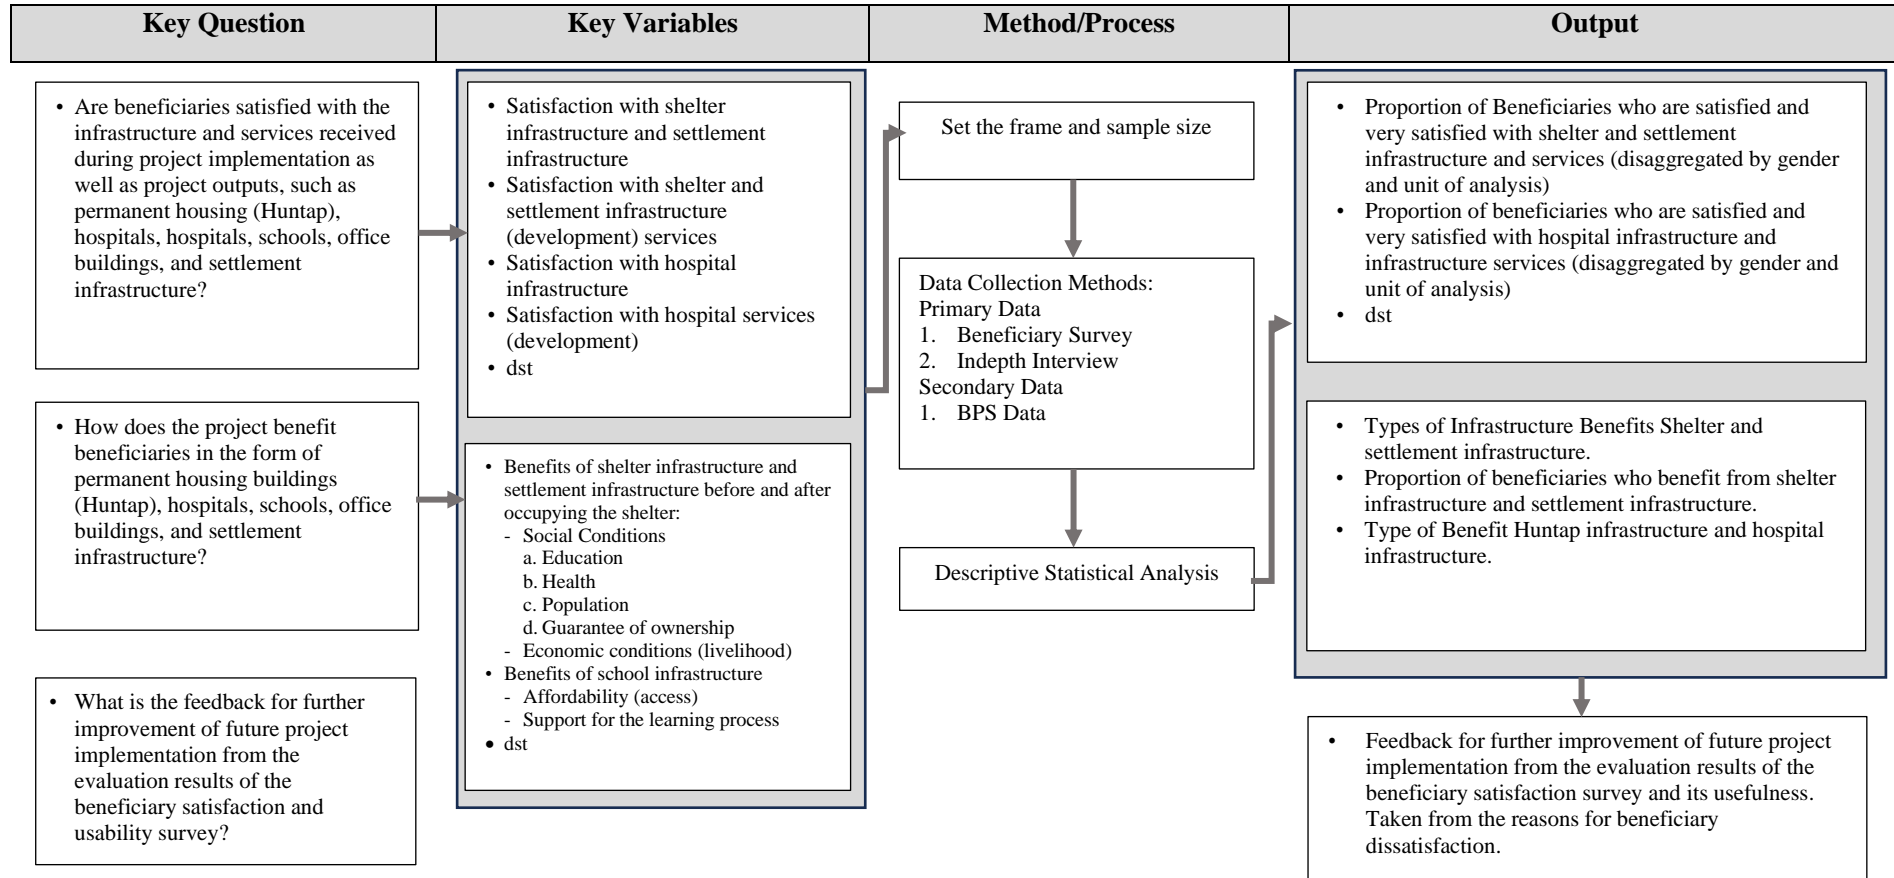 Key Question
Key Variables
Method/Process
Output
• Are beneficiaries satisfied with the
infrastructure and services received
during project implementation as
well as project outputs, such as
permanent housing (Huntap),
hospitals, hospitals, schools, office
buildings, and settlement
infrastructure?
• How does the project benefit
beneficiaries in the form of
permanent housing buildings
(Huntap), hospitals, schools, office
buildings, and settlement
infrastructure?
• What is the feedback for further
improvement of future project
implementation from the
evaluation results of the
beneficiary satisfaction and
usability survey?
• Satisfaction with shelter
infrastructure and settlement
infrastructure
• Satisfaction with shelter and
settlement infrastructure
(development) services
• Satisfaction with hospital
infrastructure
• Satisfaction with hospital services
(development)
• dst
• Benefits of shelter infrastructure and
settlement infrastructure before and after
occupying the shelter:
- Social Conditions
a. Education
b. Health
c. Population
d. Guarantee of ownership
- Economic conditions (livelihood)
• Benefits of school infrastructure
- Affordability (access)
- Support for the learning process
• dst
Set the frame and sample size
Data Collection Methods:
Primary Data
1. Beneficiary Survey
2. Indepth Interview
Secondary Data
1. BPS Data
Descriptive Statistical Analysis
• Proportion of Beneficiaries who are satisfied and
very satisfied with shelter and settlement
infrastructure and services (disaggregated by gender
and unit of analysis)
• Proportion of beneficiaries who are satisfied and
very satisfied with hospital infrastructure and
infrastructure services (disaggregated by gender and
unit of analysis)
• dst
• Types of Infrastructure Benefits Shelter and
settlement infrastructure.
• Proportion of beneficiaries who benefit from shelter
infrastructure and settlement infrastructure.
• Type of Benefit Huntap infrastructure and hospital
infrastructure.
• Feedback for further improvement of future project
implementation from the evaluation results of the
beneficiary satisfaction survey and its usefulness.
Taken from the reasons for beneficiary
dissatisfaction.